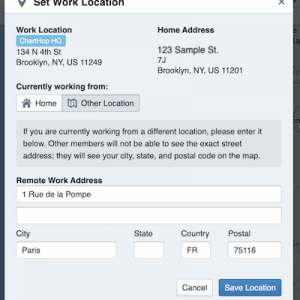 Set Work Location
Work Location
ChartHop HQ
134 N 4th St
Brooklyn, NY, US 11249
Home Address
123 Sample St.
7J
Brooklyn, NY, US 11201
Currently working from:
Home
Other Location
If you are currently working from a different location, please enter it
below. Other members will not be able to see the exact street
address; they will see your city, state, and postal code on the map.
Remote Work Address
1 Rue de la Pompe
City State Country Postal
Paris FR 75116
Cancel Save Location